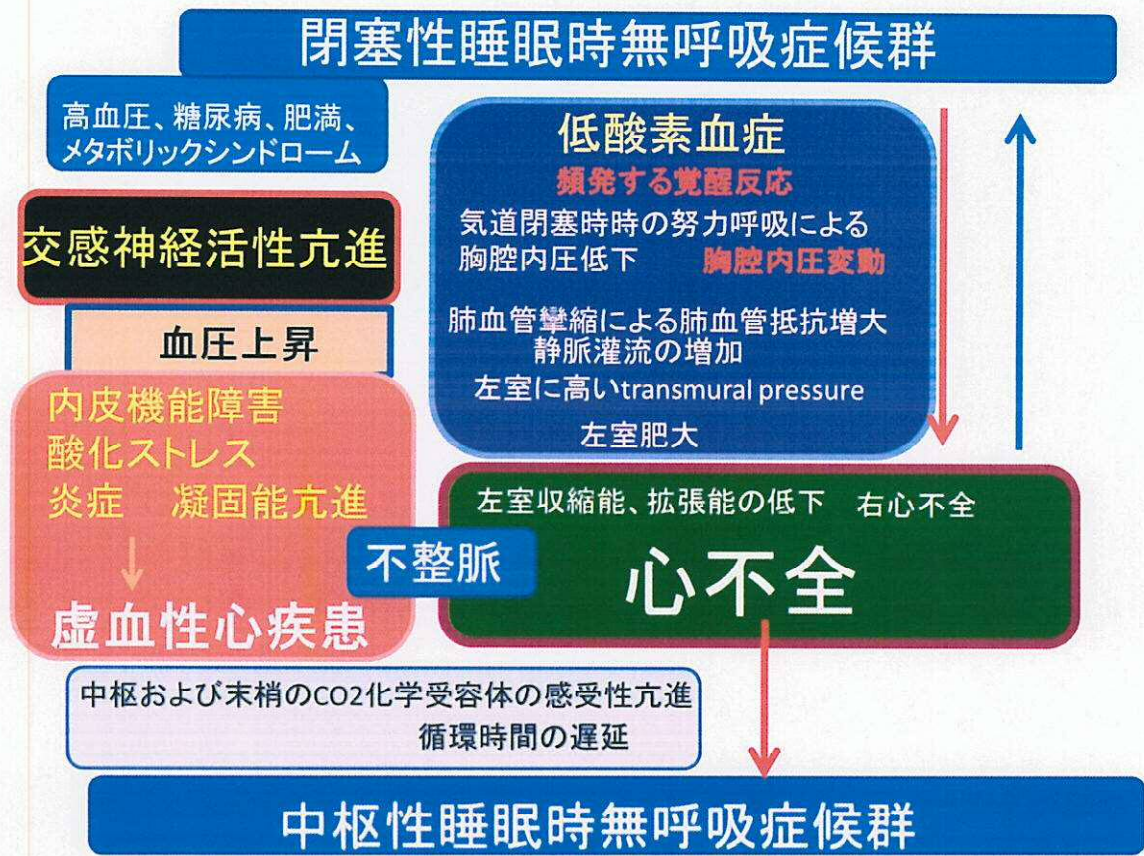 閉塞性睡眠時無呼吸症候群
高血圧、糖尿病、肥満、
メタボリックシンドローム
交感神経活性亢進
血圧上昇
内皮機能障害
酸化ストレス
炎症 凝固能亢進
虚血性心疾患
低酸素血症
頻発する覚醒反応
気道閉塞時時の努力呼吸による
胸腔内圧低下 胸腔内圧変動
肺血管攣縮による肺血管抵抗増大
静脈灌流の増加
左室に高いtransmural pressure
左室肥大
左室収縮能、拡張能の低下 右心不全
不整脈
心不全
中枢および末梢のCO2化学受容体の感受性亢進
循環時間の遅延
中枢性睡眠時無呼吸症候群